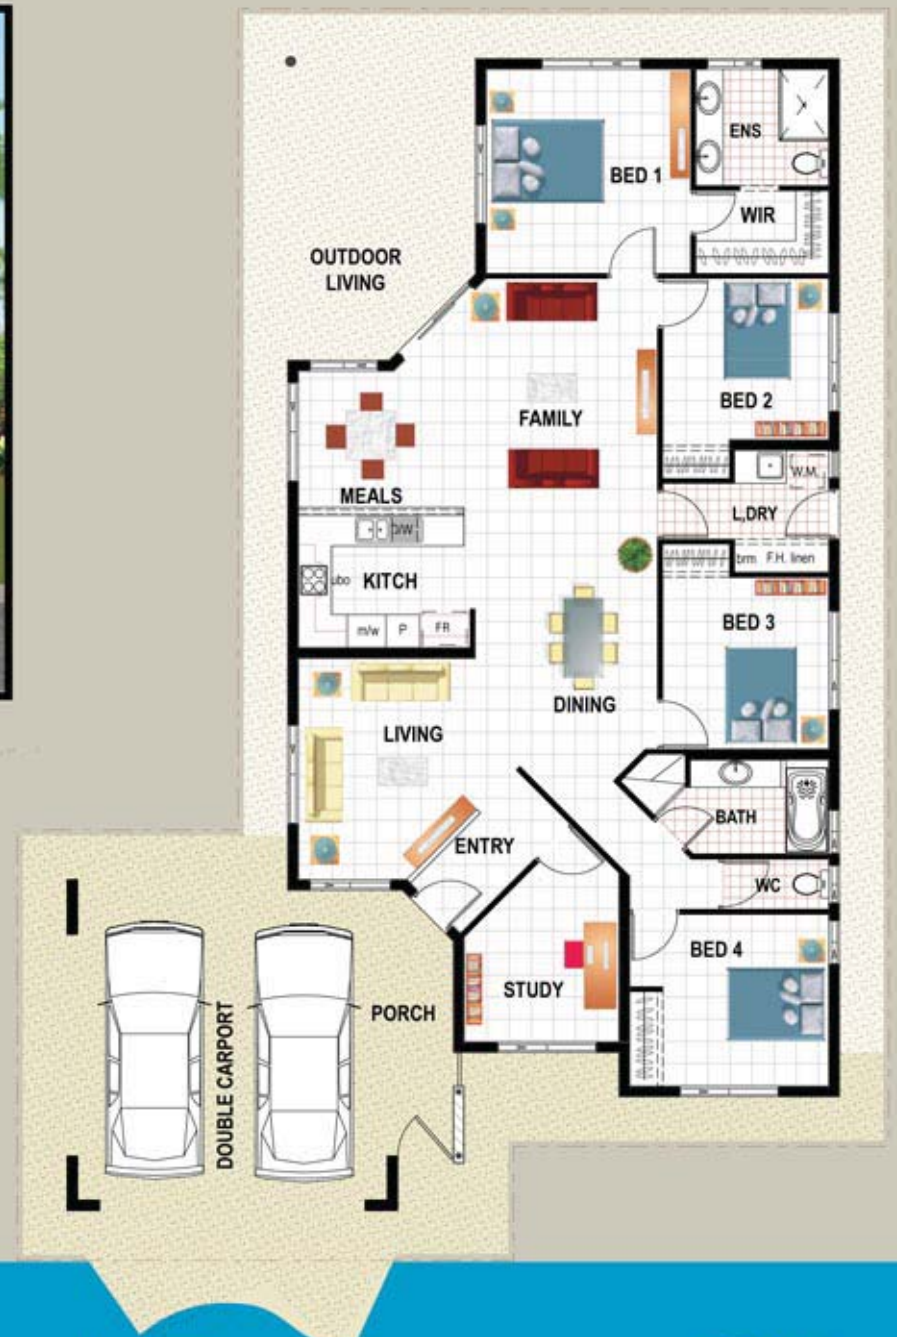 ENS
BED 1
WIR
OUTDOOR
LIVING
BED 2
FAMILY
W.M.
MEALS
L,DRY
D/W
brm F.H. linen
ubo
KITCH
m/w
P
FR
BED 3
DINING
LIVING
BATH
ENTRY
WC
BED 4
STUDY
PORCH
DOUBLE CARPORT